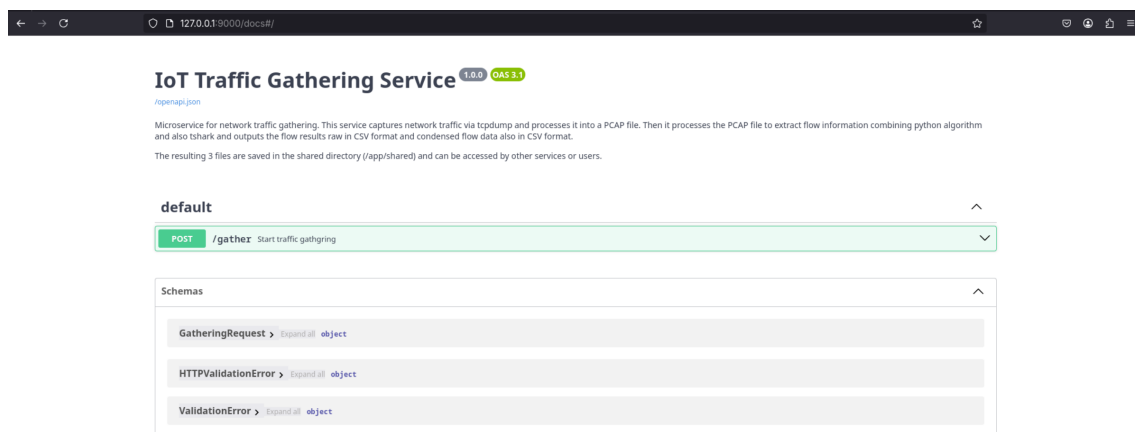 127.0.0.1:9000/docs#/
IoT Traffic Gathering Service 1.0.0 OAS 3.1
/openapi.json
Microservice for network traffic gathering. This service captures network traffic via tcpdump and processes it into a PCAP file. Then it processes the PCAP file to extract flow information combining python algorithm
and also tshark and outputs the flow results raw in CSV format and condensed flow data also in CSV format.
The resulting 3 files are saved in the shared directory (/app/shared) and can be accessed by other services or users.
default
POST /gather Start traffic gathgring
Schemas
GatheringRequest > Expand all object
HTTPValidationError > Expand all object
ValidationError > Expand all object